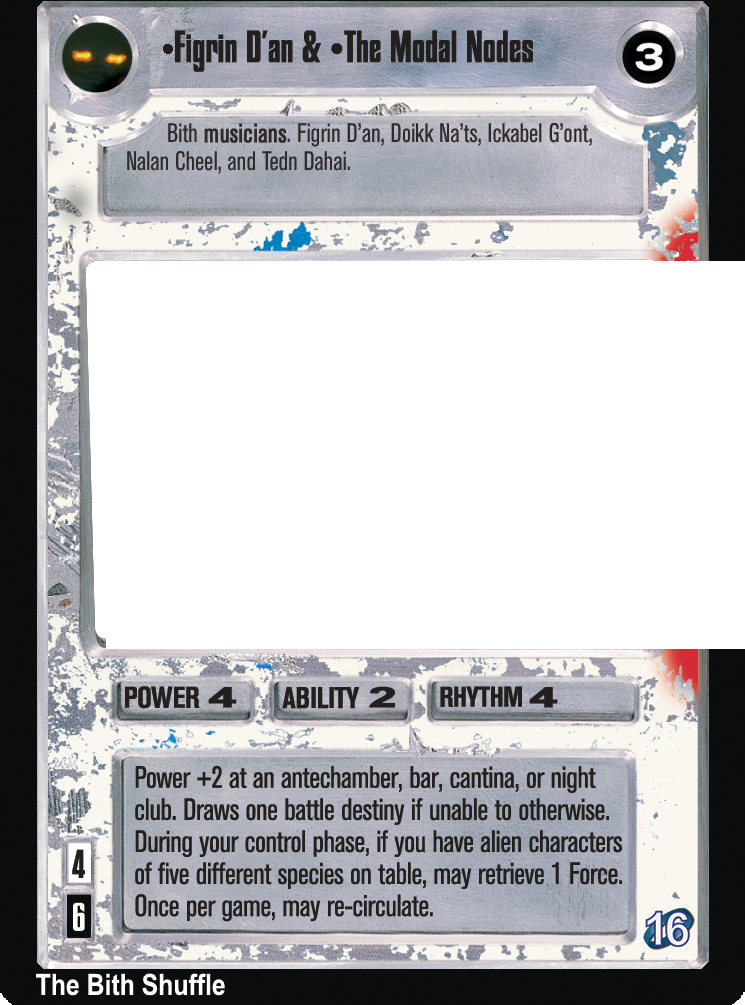 •Figrin D'an & •The Modal Nodes
3
Bith musicians. Figrin D'an, Doikk Na'ts, Ickabel G'ont,
Nalan Cheel, and Tedn Dahai.
POWER 4 ABILITY 2 RHYTHM 4
Power +2 at an antechamber, bar, cantina, or night
club. Draws one battle destiny if unable to otherwise.
During your control phase, if you have alien characters
of five different species on table, may retrieve 1 Force.
Once per game, may re-circulate.
4
6
16
The Bith Shuffle